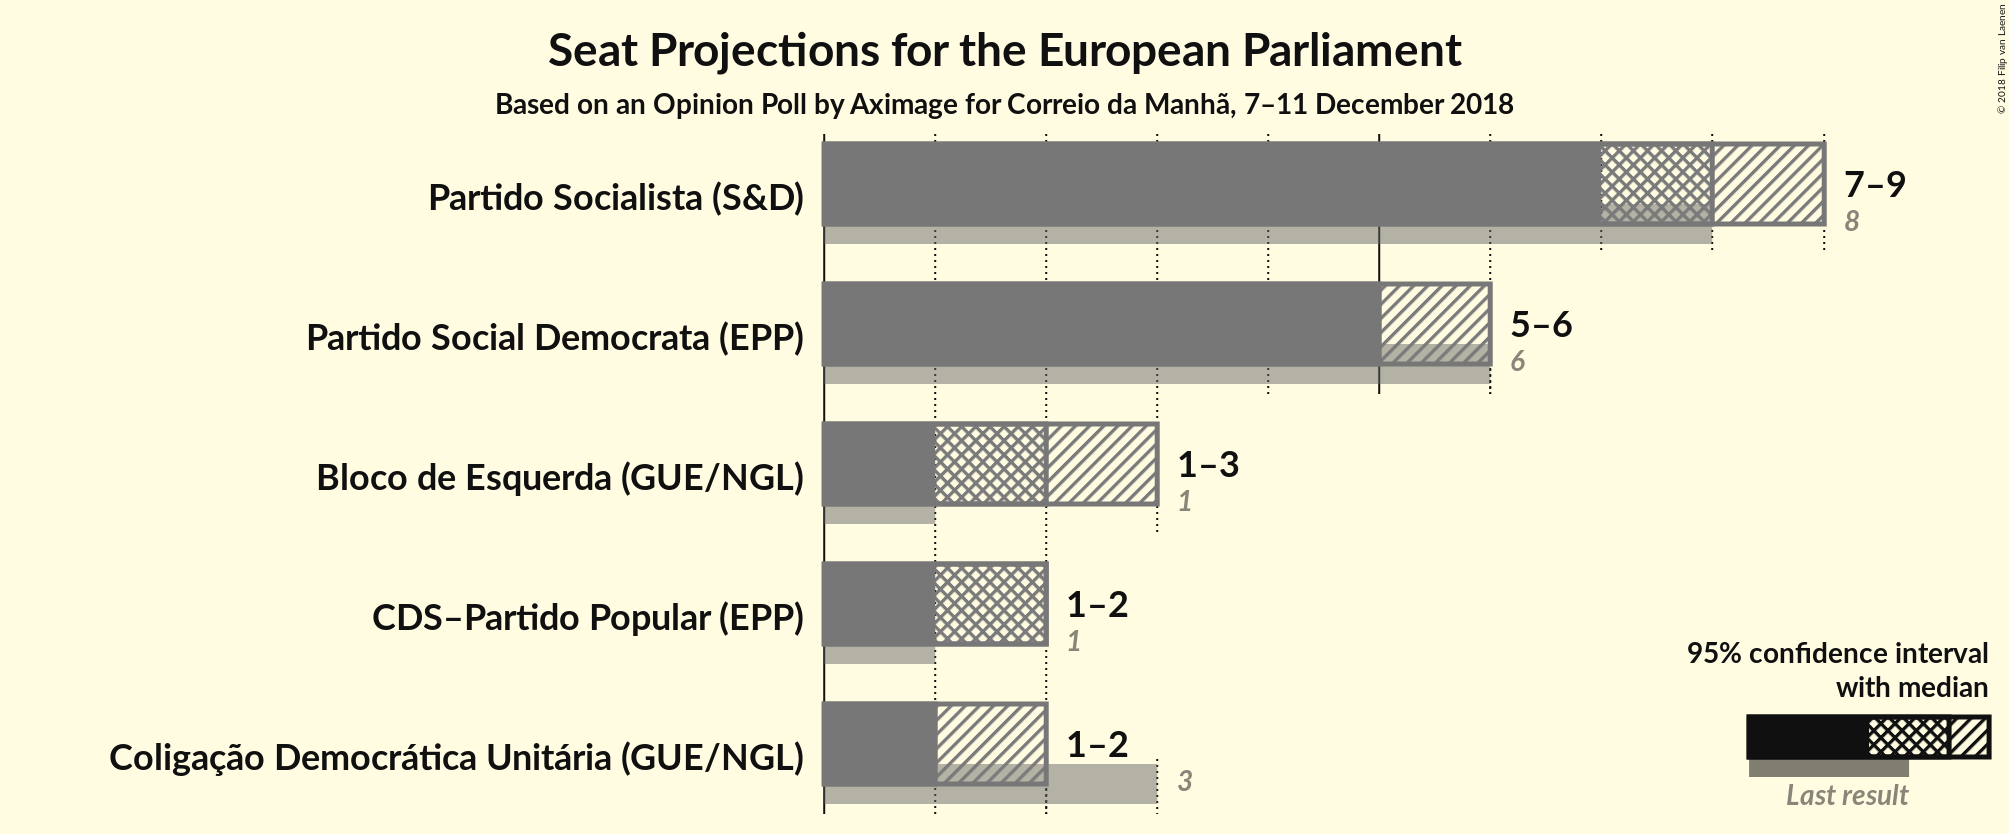 Seat Projections for the European Parliament
Based on an Opinion Poll by Aximage for Correio da Manhã, 7–11 December 2018
© 2018 Filip van Laenen
Partido Socialista (S&D)
7–9
8
Partido Social Democrata (EPP)
5–6
6
Bloco de Esquerda (GUE/NGL)
1–3
1
CDS–Partido Popular (EPP)
1–2
1
Coligação Democrática Unitária (GUE/NGL)
1–2
3
95% confidence interval
with median
Last result